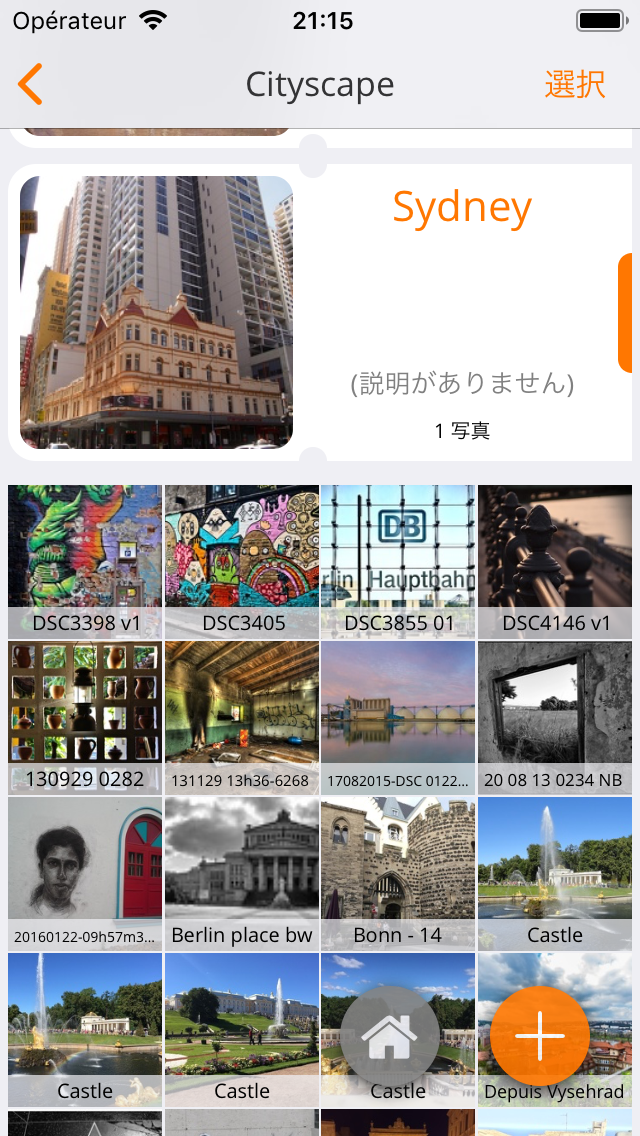 Opérateur 21:15
Cityscape 選択
Sydney
(説明がありません)
1 写真
DB
rlin Hauptbahn
DSC3398 v1 DSC3405 DSC3855 01 DSC4146 v1
130929 0282 131129 13h36-6268 17082015-DSC 0122... 20 08 13 0234 NB
20160122-09h57m3... Berlin place bw Bonn - 14 Castle
Castle Castle Castle Depuis Vysehrad